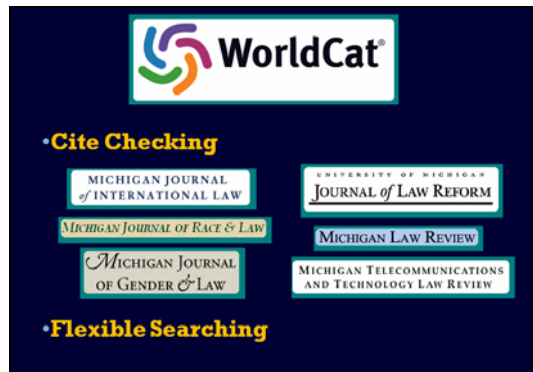 WorldCat®
•Cite Checking
MICHIGAN JOURNAL
of INTERNATIONAL LAW
MICHIGAN JOURNAL OF RACE & LAW
MICHIGAN JOURNAL
OF GENDER & LAW
UNIVERSITY OF MICHIGAN
JOURNAL of LAW REFORM
MICHIGAN LAW REVIEW
MICHIGAN TELECOMMUNICATIONS
AND TECHNOLOGY LAW REVIEW
•Flexible Searching